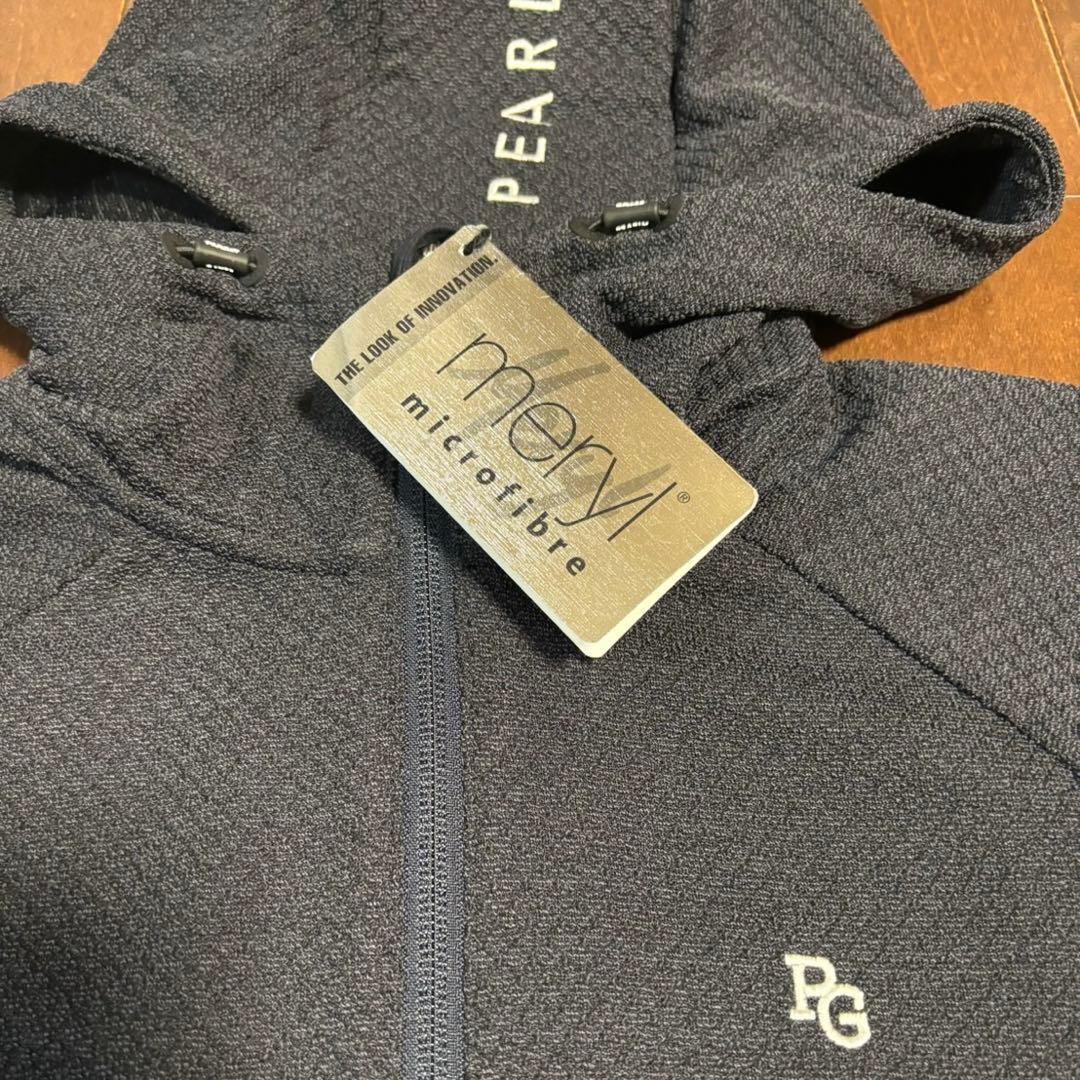 PEARL
THE LOOK OF INNOVATION.
meryl®
microfibre
PG